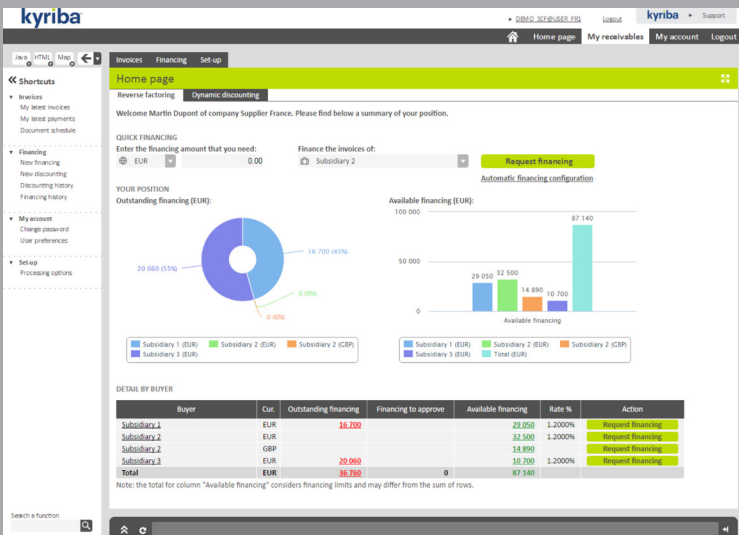 kyriba
DEMO_SCF@USER_FR1 Logout kyriba Support
Home page My receivables My account Logout
Java HTML Map
Invoices Financing Set-up
Shortcuts
Home page
Reverse factoring Dynamic discounting
Invoices
My latest invoices
My latest payments
Document schedule
Financing
New financing
New discounting
Discounting history
Financing history
My account
Change password
User preferences
Set-up
Processing options
Welcome Martin Dupont of company Supplier France. Please find below a summary of your position.
QUICK FINANCING
Enter the financing amount that you need: Finance the invoices of:
EUR 0.00 Subsidiary 2 Request financing
Automatic financing configuration
YOUR POSITION
Outstanding financing (EUR):
16 700 (45%)
20 060 (55%)
0 (0%)
0 (0%)
Subsidiary 1 (EUR) Subsidiary 2 (EUR) Subsidiary 2 (GBP)
Subsidiary 3 (EUR)
Available financing (EUR):
100 000
87 140
50 000
29 050 32 500
14 890 10 700
0
Available financing
Subsidiary 1 (EUR) Subsidiary 2 (EUR) Subsidiary 2 (GBP)
Subsidiary 3 (EUR) Total (EUR)
DETAIL BY BUYER
Buyer Cur. Outstanding financing Financing to approve Available financing Rate % Action
Subsidiary 1 EUR 16 700 29 050 1.2000% Request financing
Subsidiary 2 EUR 32 500 1.2000% Request financing
Subsidiary 2 GBP 14 890 Request financing
Subsidiary 3 EUR 20 060 10 700 1.2000% Request financing
Total EUR 36 760 0 87 140
Note: the total for column "Available financing" considers financing limits and may differ from the sum of rows.
Search a function